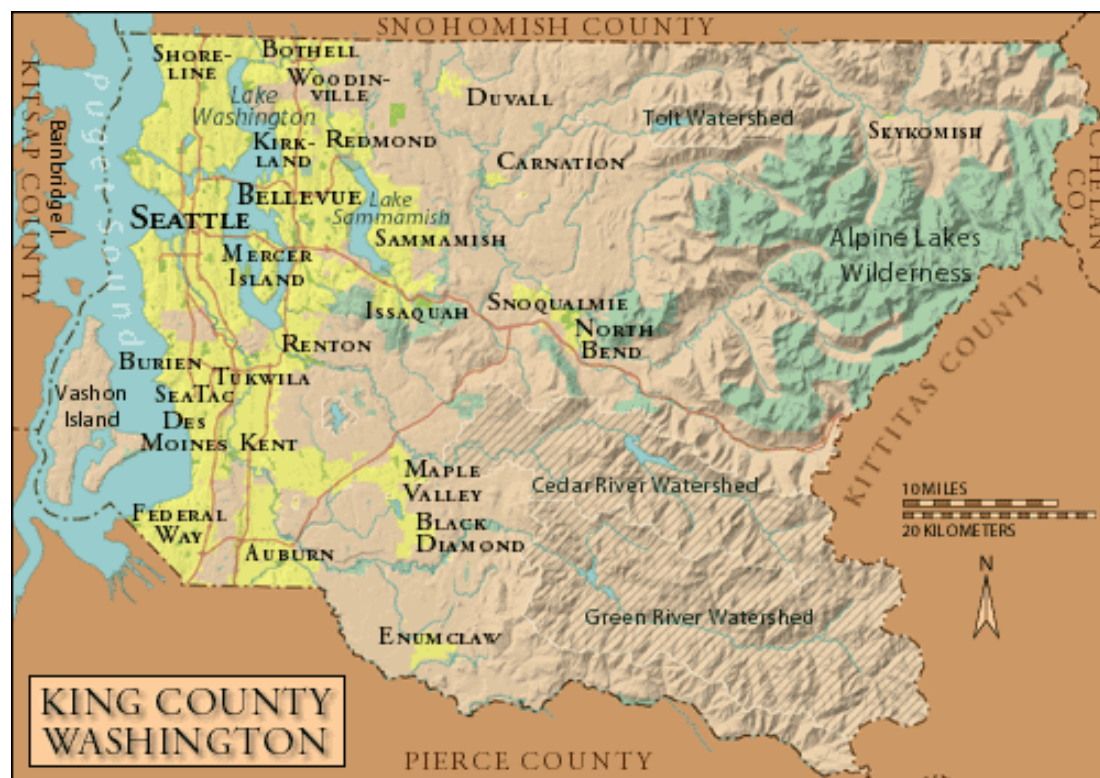 SNOHOMISH COUNTY
SHORE-
LINE
BOTHELL
WOODIN-
VILLE
DUVALL
Tolt Watershed
SKYKOMISH
KITSAP COUNTY
Bainbridge I.
puget sound
Lake
Washington
KIRK-
LAND
REDMOND
CARNATION
CHELAN
CO.
BELLEVUE
Lake
Sammamish
SEATTLE
SAMMAMISH
Alpine Lakes
Wilderness
MERCER
ISLAND
ISSAQUAH
SNOQUALMIE
NORTH
BEND
RENTON
BURIEN
TUKWILA
KITTITAS COUNTY
Vashon
Island
SEATAC
DES
MOINES
KENT
MAPLE
VALLEY
Cedar River Watershed
10 MILES
20 KILOMETERS
FEDERAL
WAY
BLACK
DIAMOND
AUBURN
N
Green River Watershed
ENUMCLAW
KING COUNTY
WASHINGTON
PIERCE COUNTY